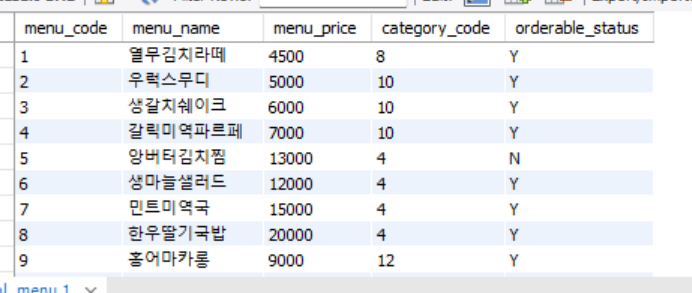 menu_code menu_name menu_price category_code orderable_status
1 열무김치라떼 4500 8 Y
2 우럭스무디 5000 10 Y
3 생갈치쉐이크 6000 10 Y
4 갈릭미역파르페 7000 10 Y
5 앙버터김치찜 13000 4 N
6 생마늘샐러드 12000 4 Y
7 민트미역국 15000 4 Y
8 한우딸기국밥 20000 4 Y
9 홍어마카롱 9000 12 Y
menu 1